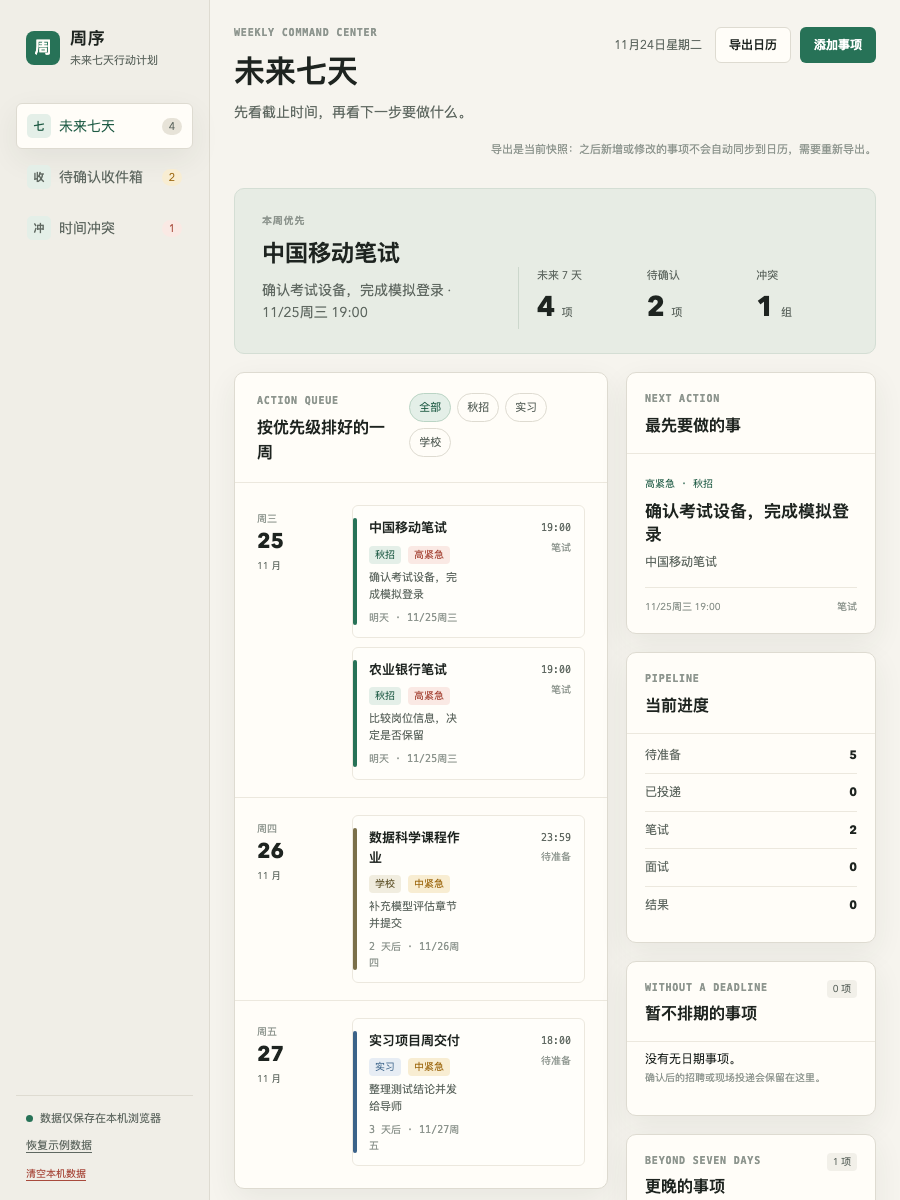 周
周序
未来七天行动计划
七 未来七天 4
收 待确认收件箱 2
冲 时间冲突 1
数据仅保存在本机浏览器
恢复示例数据
清空本机数据
WEEKLY COMMAND CENTER
未来七天
先看截止时间，再看下一步要做什么。
11月24日星期二
导出日历
添加事项
导出是当前快照：之后新增或修改的事项不会自动同步到日历，需要重新导出。
本周优先
中国移动笔试
确认考试设备，完成模拟登录 ·
11/25周三 19:00
未来 7 天
4 项
待确认
2 项
冲突
1 组
ACTION QUEUE
按优先级排好的一
周
全部
秋招
实习
学校
周三
25
11 月
中国移动笔试
19:00
秋招
高紧急
笔试
确认考试设备，完
成模拟登录
明天 · 11/25周三
农业银行笔试
19:00
秋招
高紧急
笔试
比较岗位信息，决
定是否保留
明天 · 11/25周三
周四
26
11 月
数据科学课程作
业
23:59
待准备
学校
中紧急
补充模型评估章节
并提交
2 天后 · 11/26周
四
周五
27
11 月
实习项目周交付
18:00
实习
中紧急
待准备
整理测试结论并发
给导师
3 天后 · 11/27周
五
NEXT ACTION
最先要做的事
高紧急 · 秋招
确认考试设备，完成模拟登
录
中国移动笔试
11/25周三 19:00
笔试
PIPELINE
当前进度
待准备 5
已投递 0
笔试 2
面试 0
结果 0
WITHOUT A DEADLINE
0 项
暂不排期的事项
没有无日期事项。
确认后的招聘或现场投递会保留在这里。
BEYOND SEVEN DAYS
1 项
更晚的事项